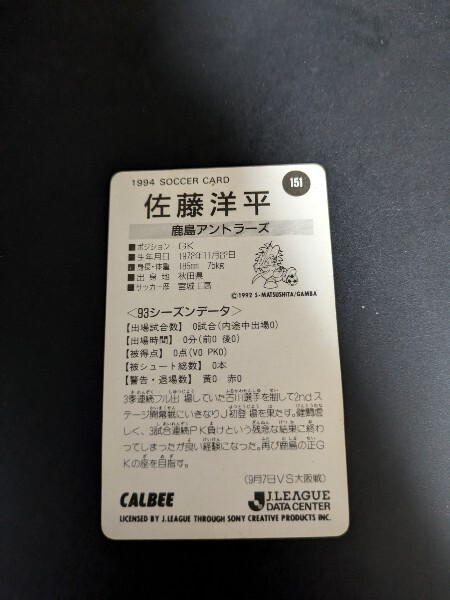 1994 SOCCER CARD
151
佐藤洋平
鹿島アントラーズ
■ポジション GK
■生年月日 1972年11月22日
■身長・体重 185cm 75kg
■出身地 秋田県
■サッカー歴 宮城工高
©1992 S・MATSUSHITA/GAMBA
<93シーズンデータ>
【出場試合数】 0試合(内途中出場0)
【出場時間】 0分(前0 後0)
【被得点】 0点(V0 PK0)
【被シュート総数】 0本
【警告・退場数】 黄0 赤0
3季連続フル出場していた古川選手を制して2ndス
テージ開幕戦にいきなりJ初登場を果たす。健闘虚
しく、3試合連続PK負けという残念な結果に終わ
ってしまったが良い経験になった。再び鹿島の正G
Kの座を目指す。
(9月7日VS大阪戦)
CALBEE
J.LEAGUE
DATA CENTER
LICENSED BY J.LEAGUE THROUGH SONY CREATIVE PRODUCTS INC.